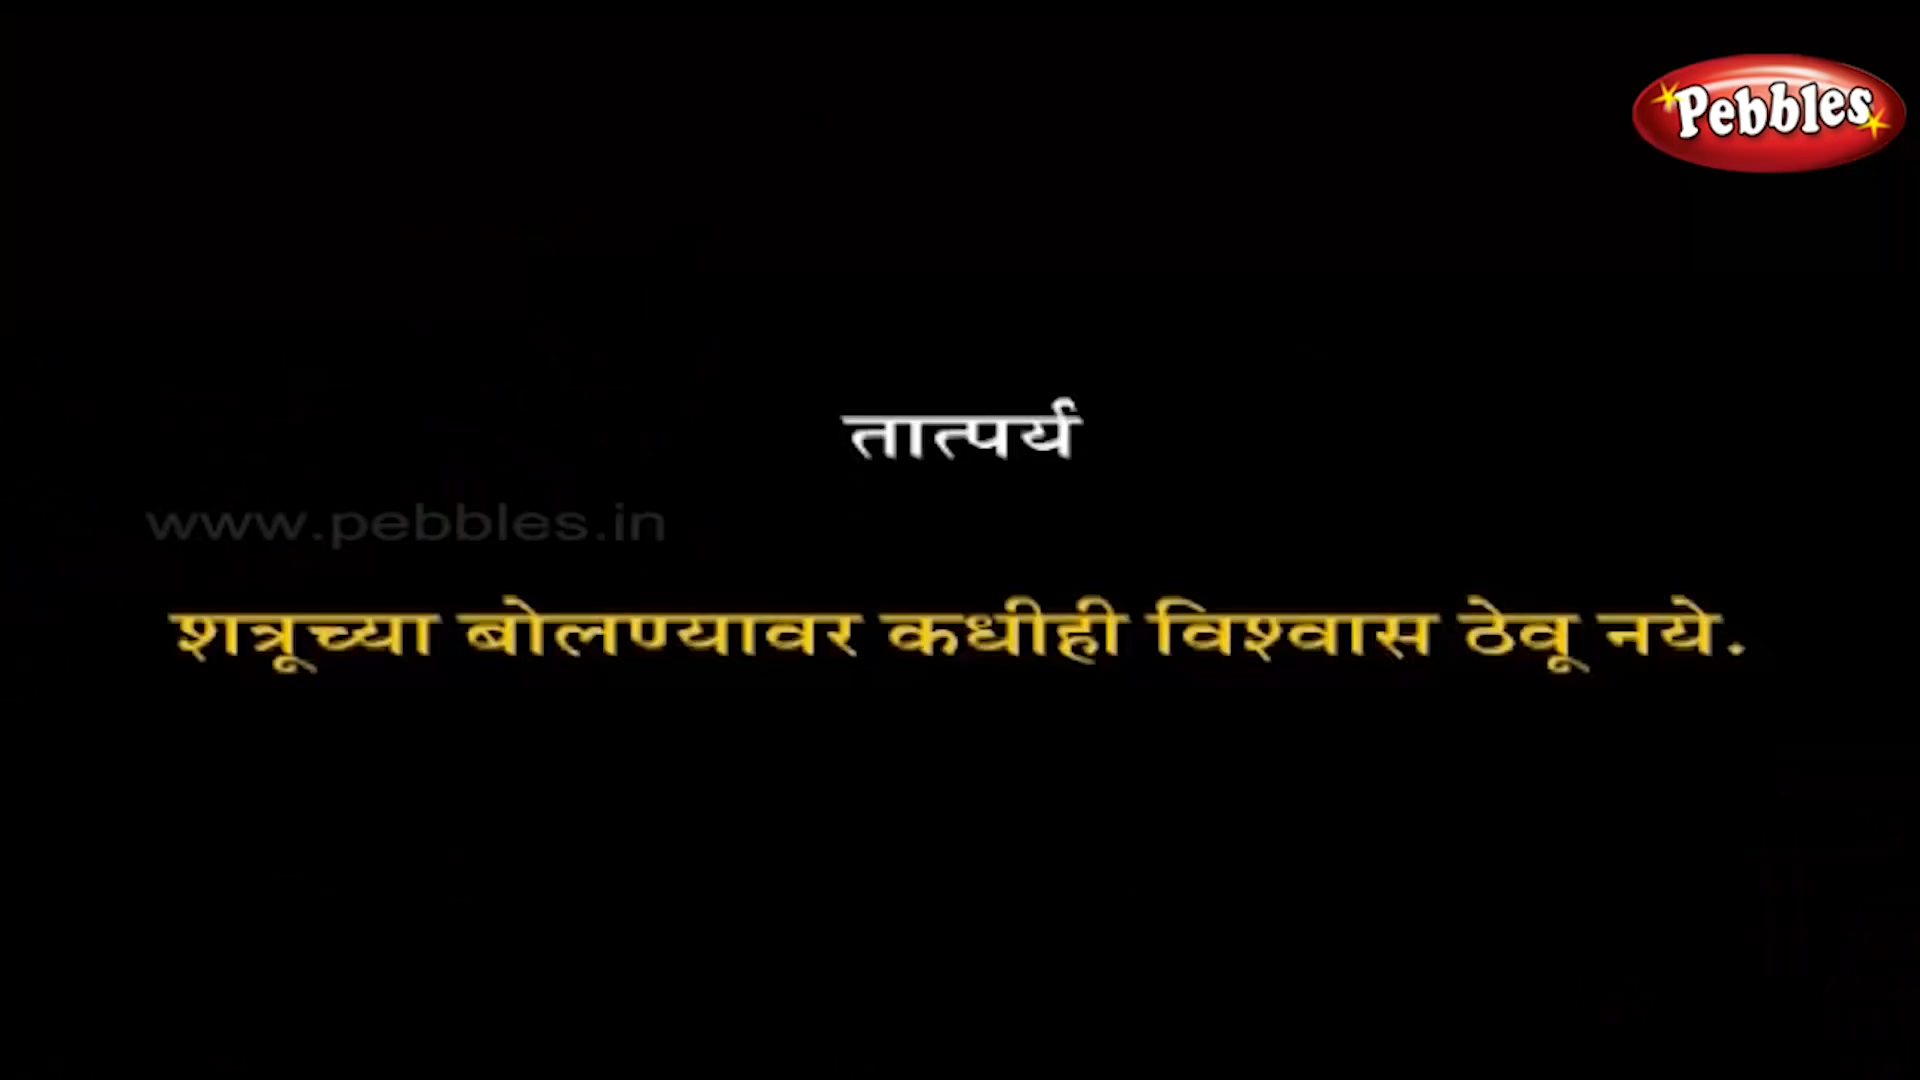 Pebbles
तात्पर्य
www.pebbles.in
शत्रूच्या बोलण्यावर कधीही विश्वास ठेवू नये.